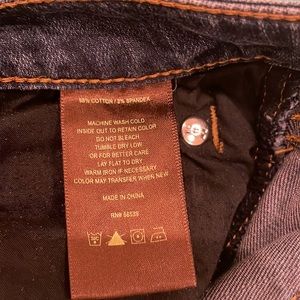 98% COTTON / 2% SPANDEX
MACHINE WASH COLD
INSIDE OUT TO RETAIN COLOR
DO NOT BLEACH
TUMBLE DRY LOW
OR FOR BETTER CARE
LAY FLAT TO DRY
WARM IRON IF NECESSARY
COLOR MAY TRANSFER WHEN NEW
MADE IN CHINA
RN#